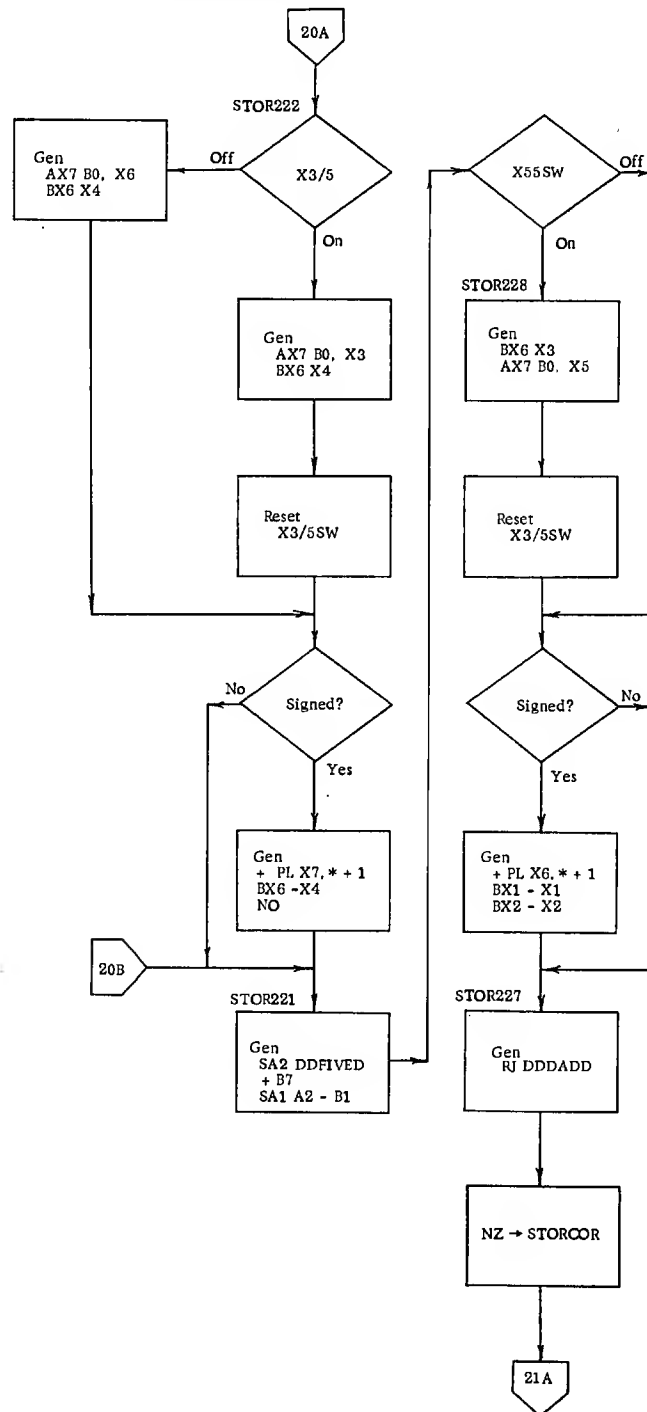 20A
STOR222
X3/5
Off
On
Gen
AX7 B0, X6
BX6 X4
Gen
AX7 B0, X3
BX6 X4
Reset
X3/5SW
Signed?
No
Yes
Gen
+ PL X7, * + 1
BX6 -X4
NO
20B
STOR221
Gen
SA2 DDFIVED
+ B7
SA1 A2 - B1
X55SW
Off
On
STOR228
Gen
BX6 X3
AX7 B0. X5
Reset
X3/5SW
Signed?
No
Yes
Gen
+ PL X6, * + 1
BX1 - X1
BX2 - X2
STOR227
Gen
RJ DDDADD
NZ → STORCOR
21A